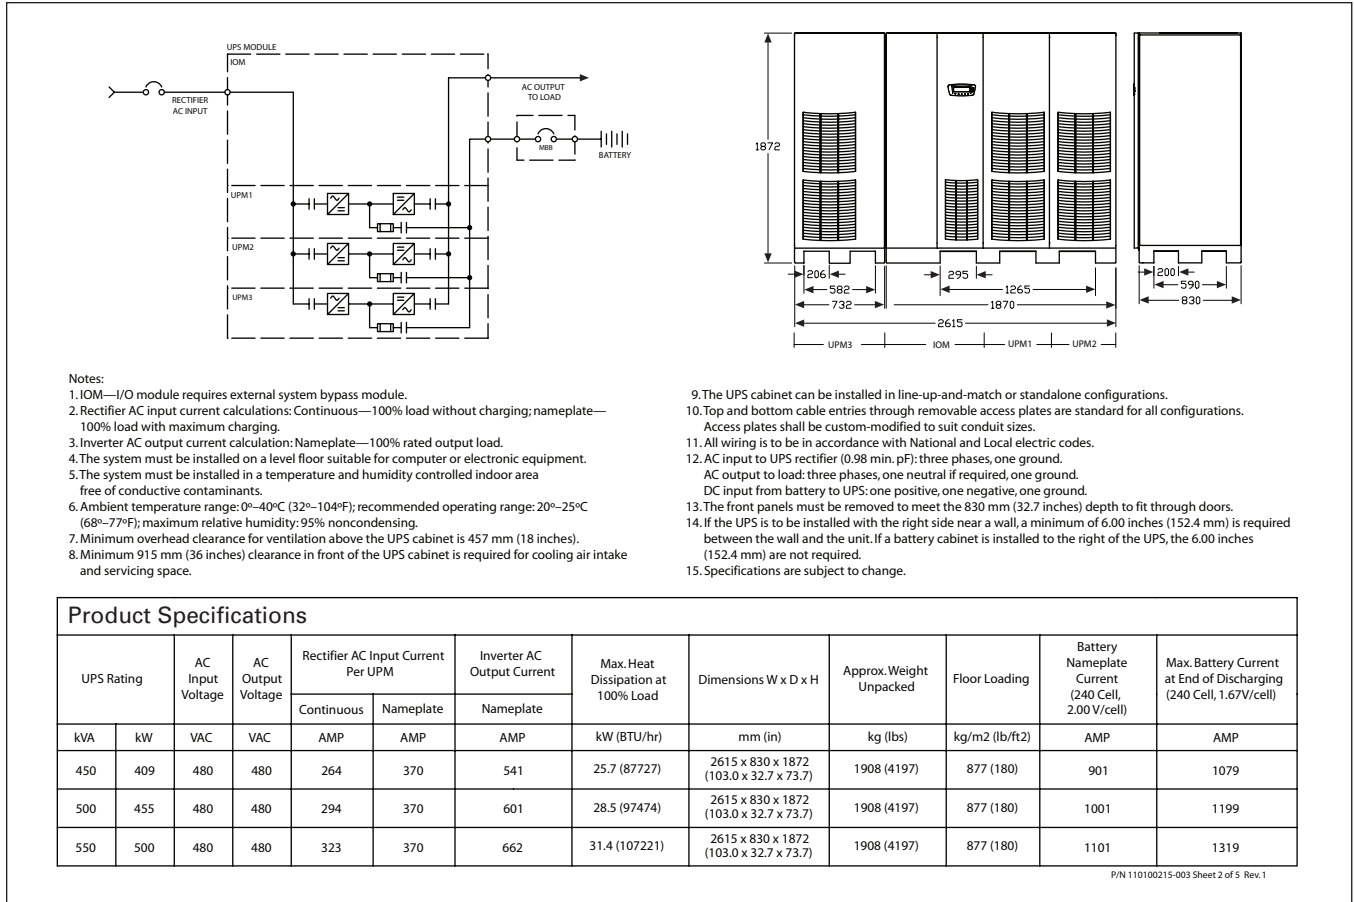 UPS MODULE
IOM
RECTIFIER
AC INPUT
AC OUTPUT
TO LOAD
MBB
BATTERY
UPM1
UPM2
UPM3
1872
206
582
732
295
1265
1870
2615
200
590
830
UPM3
IOM
UPM1
UPM2
Notes:
1. IOM—I/O module requires external system bypass module.
2. Rectifier AC input current calculations: Continuous—100% load without charging; nameplate—
100% load with maximum charging.
3. Inverter AC output current calculation: Nameplate—100% rated output load.
4. The system must be installed on a level floor suitable for computer or electronic equipment.
5. The system must be installed in a temperature and humidity controlled indoor area
free of conductive contaminants.
6. Ambient temperature range: 0º–40ºC (32º–104ºF); recommended operating range: 20º–25ºC
(68º–77ºF); maximum relative humidity: 95% noncondensing.
7. Minimum overhead clearance for ventilation above the UPS cabinet is 457 mm (18 inches).
8. Minimum 915 mm (36 inches) clearance in front of the UPS cabinet is required for cooling air intake
and servicing space.
9. The UPS cabinet can be installed in line-up-and-match or standalone configurations.
10. Top and bottom cable entries through removable access plates are standard for all configurations.
Access plates shall be custom-modified to suit conduit sizes.
11. All wiring is to be in accordance with National and Local electric codes.
12. AC input to UPS rectifier (0.98 min. pF): three phases, one ground.
AC output to load: three phases, one neutral if required, one ground.
DC input from battery to UPS: one positive, one negative, one ground.
13. The front panels must be removed to meet the 830 mm (32.7 inches) depth to fit through doors.
14. If the UPS is to be installed with the right side near a wall, a minimum of 6.00 inches (152.4 mm) is required
between the wall and the unit. If a battery cabinet is installed to the right of the UPS, the 6.00 inches
(152.4 mm) are not required.
15. Specifications are subject to change.
Product Specifications
UPS Rating
AC
Input
Voltage
AC
Output
Voltage
Rectifier AC Input Current
Per UPM
Continuous
Nameplate
Inverter AC
Output Current
Nameplate
Max. Heat
Dissipation at
100% Load
Dimensions W x D x H
Approx. Weight
Unpacked
Floor Loading
Battery
Nameplate
Current
(240 Cell,
2.00 V/cell)
Max. Battery Current
at End of Discharging
(240 Cell, 1.67V/cell)
kVA kW VAC VAC AMP AMP AMP kW (BTU/hr) mm (in) kg (lbs) kg/m2 (lb/ft2) AMP AMP
450 409 480 480 264 370 541 25.7 (87727) 2615 x 830 x 1872 (103.0 x 32.7 x 73.7) 1908 (4197) 877 (180) 901 1079
500 455 480 480 294 370 601 28.5 (97474) 2615 x 830 x 1872 (103.0 x 32.7 x 73.7) 1908 (4197) 877 (180) 1001 1199
550 500 480 480 323 370 662 31.4 (107221) 2615 x 830 x 1872 (103.0 x 32.7 x 73.7) 1908 (4197) 877 (180) 1101 1319
P/N 110100215-003 Sheet 2 of 5 Rev. 1